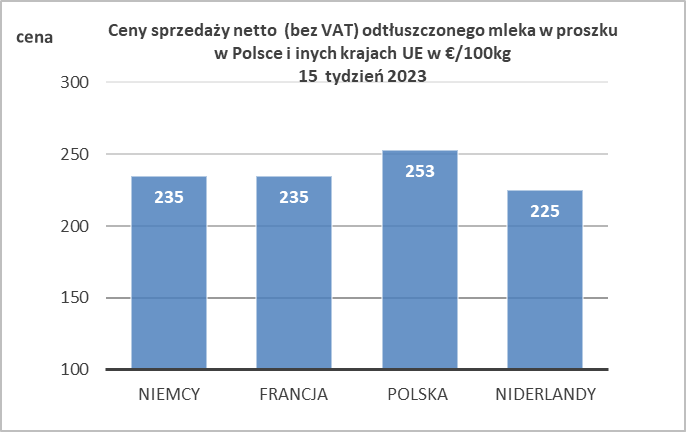 cena
Ceny sprzedaży netto (bez VAT) odtłuszczonego mleka w proszku
w Polsce i inych krajach UE w €/100kg
15 tydzień 2023
300
250
200
150
100
235
235
253
225
NIEMCY
FRANCJA
POLSKA
NIDERLANDY